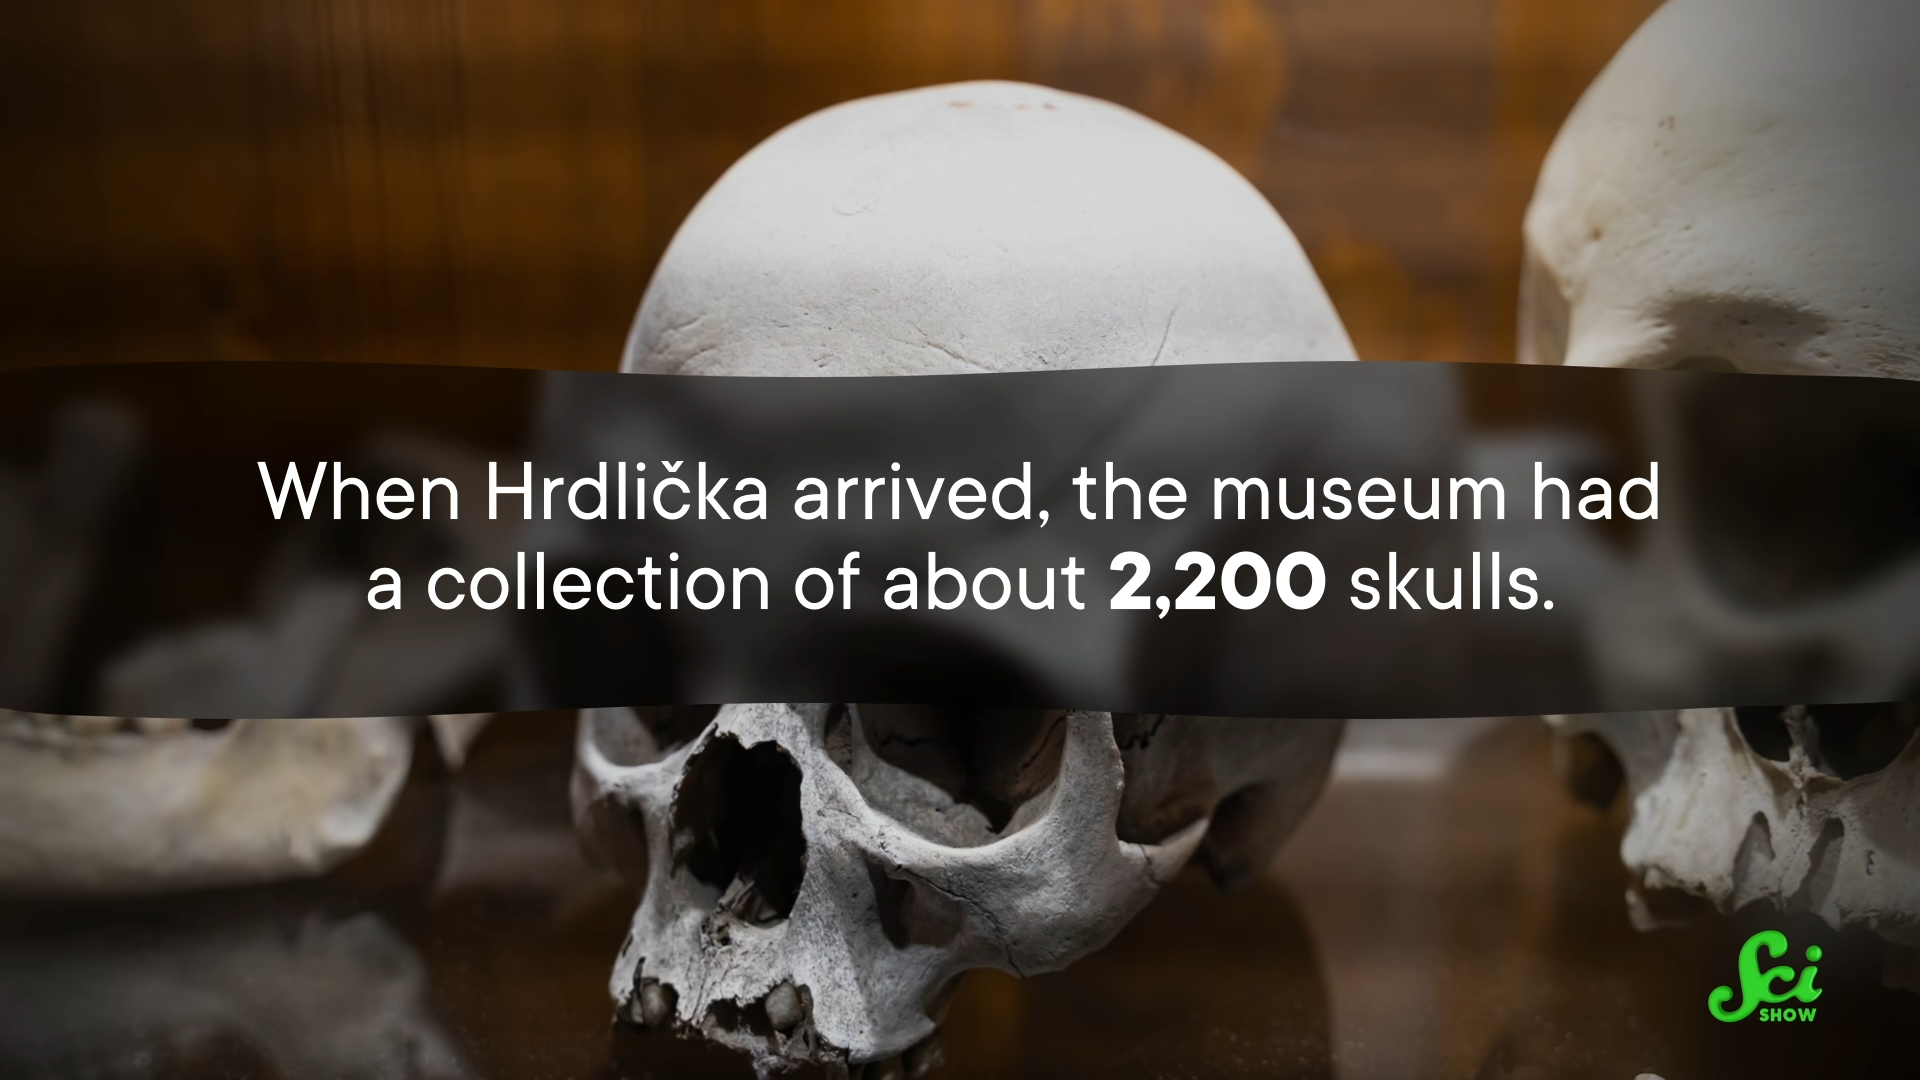 When Hrdlička arrived, the museum had
a collection of about 2,200 skulls.
Sci
SHOW